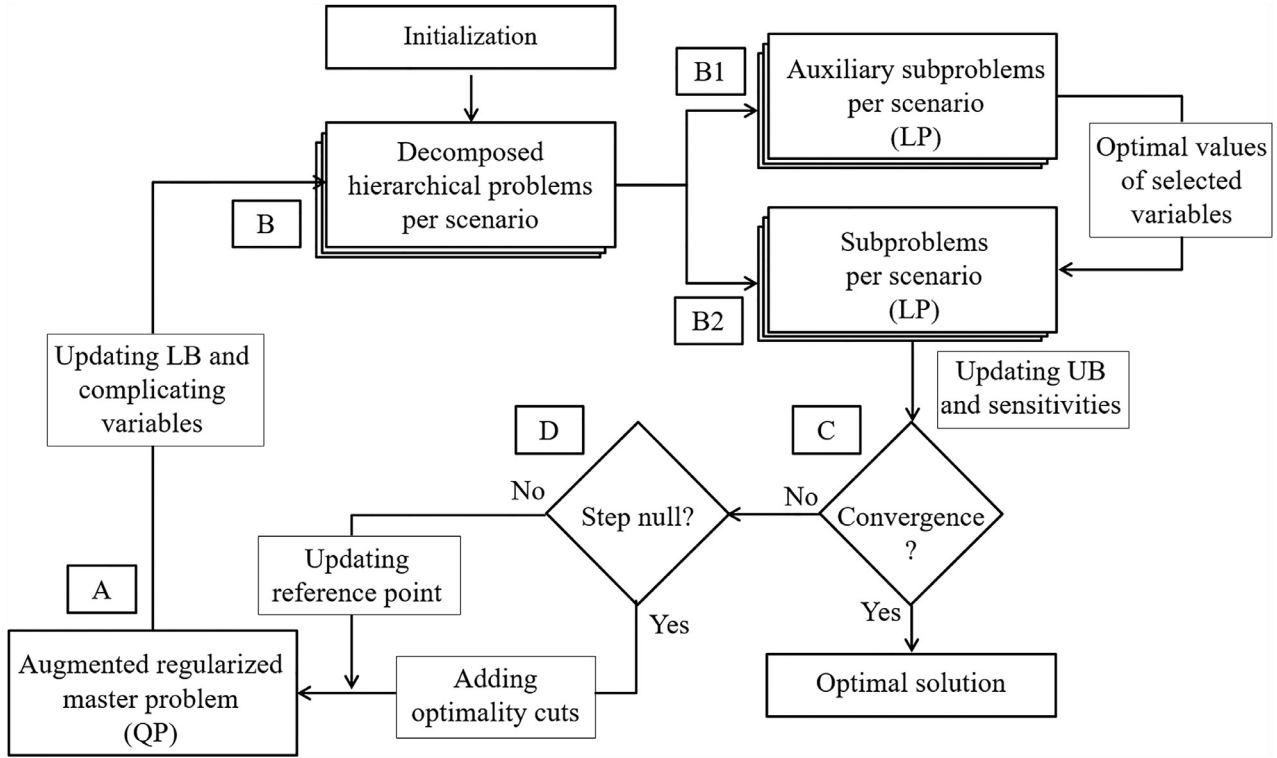 Initialization
B1
Auxiliary subproblems
per scenario
(LP)
Decomposed
hierarchical problems
per scenario
Optimal values
of selected
variables
B
Subproblems
per scenario
(LP)
B2
Updating LB and
complicating
variables
Updating UB
and sensitivities
D
C
No
Step null?
No
Convergence
?
Updating
reference point
A
Yes
Yes
Augmented regularized
master problem
(QP)
Adding
optimality cuts
Optimal solution